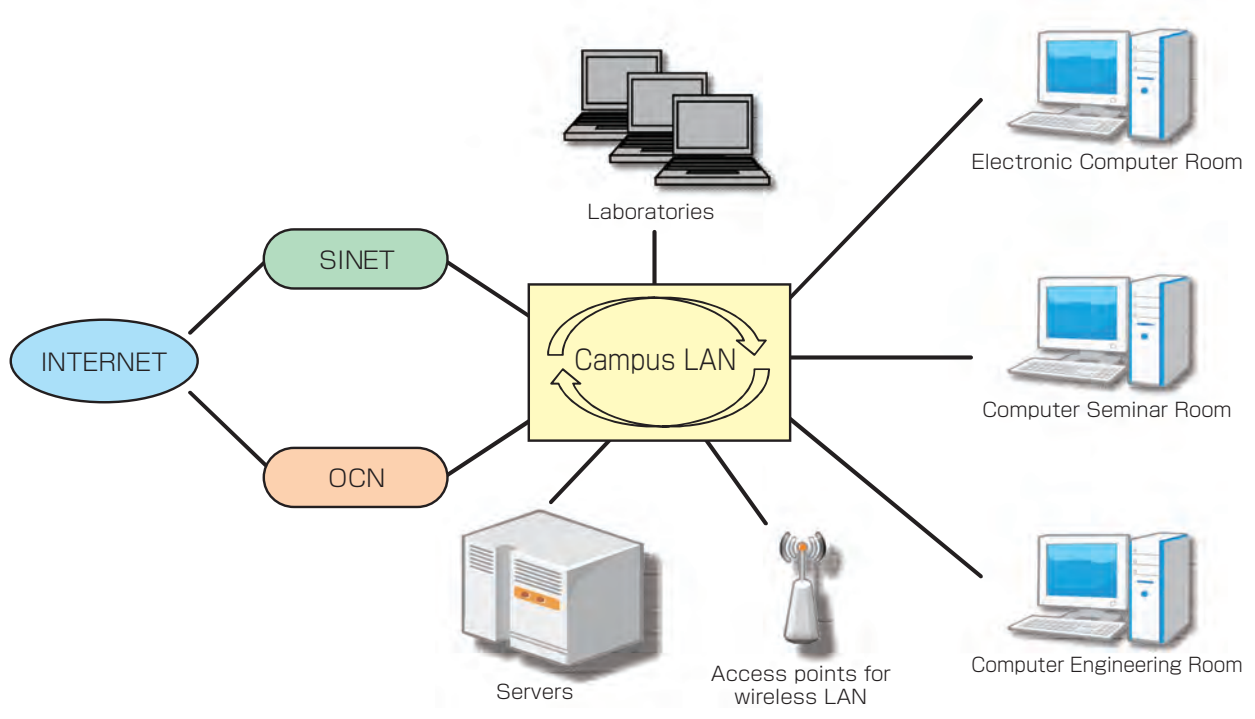 Electronic Computer Room
Laboratories
SINET
INTERNET
Campus LAN
Computer Seminar Room
OCN
Servers
Access points for
wireless LAN
Computer Engineering Room